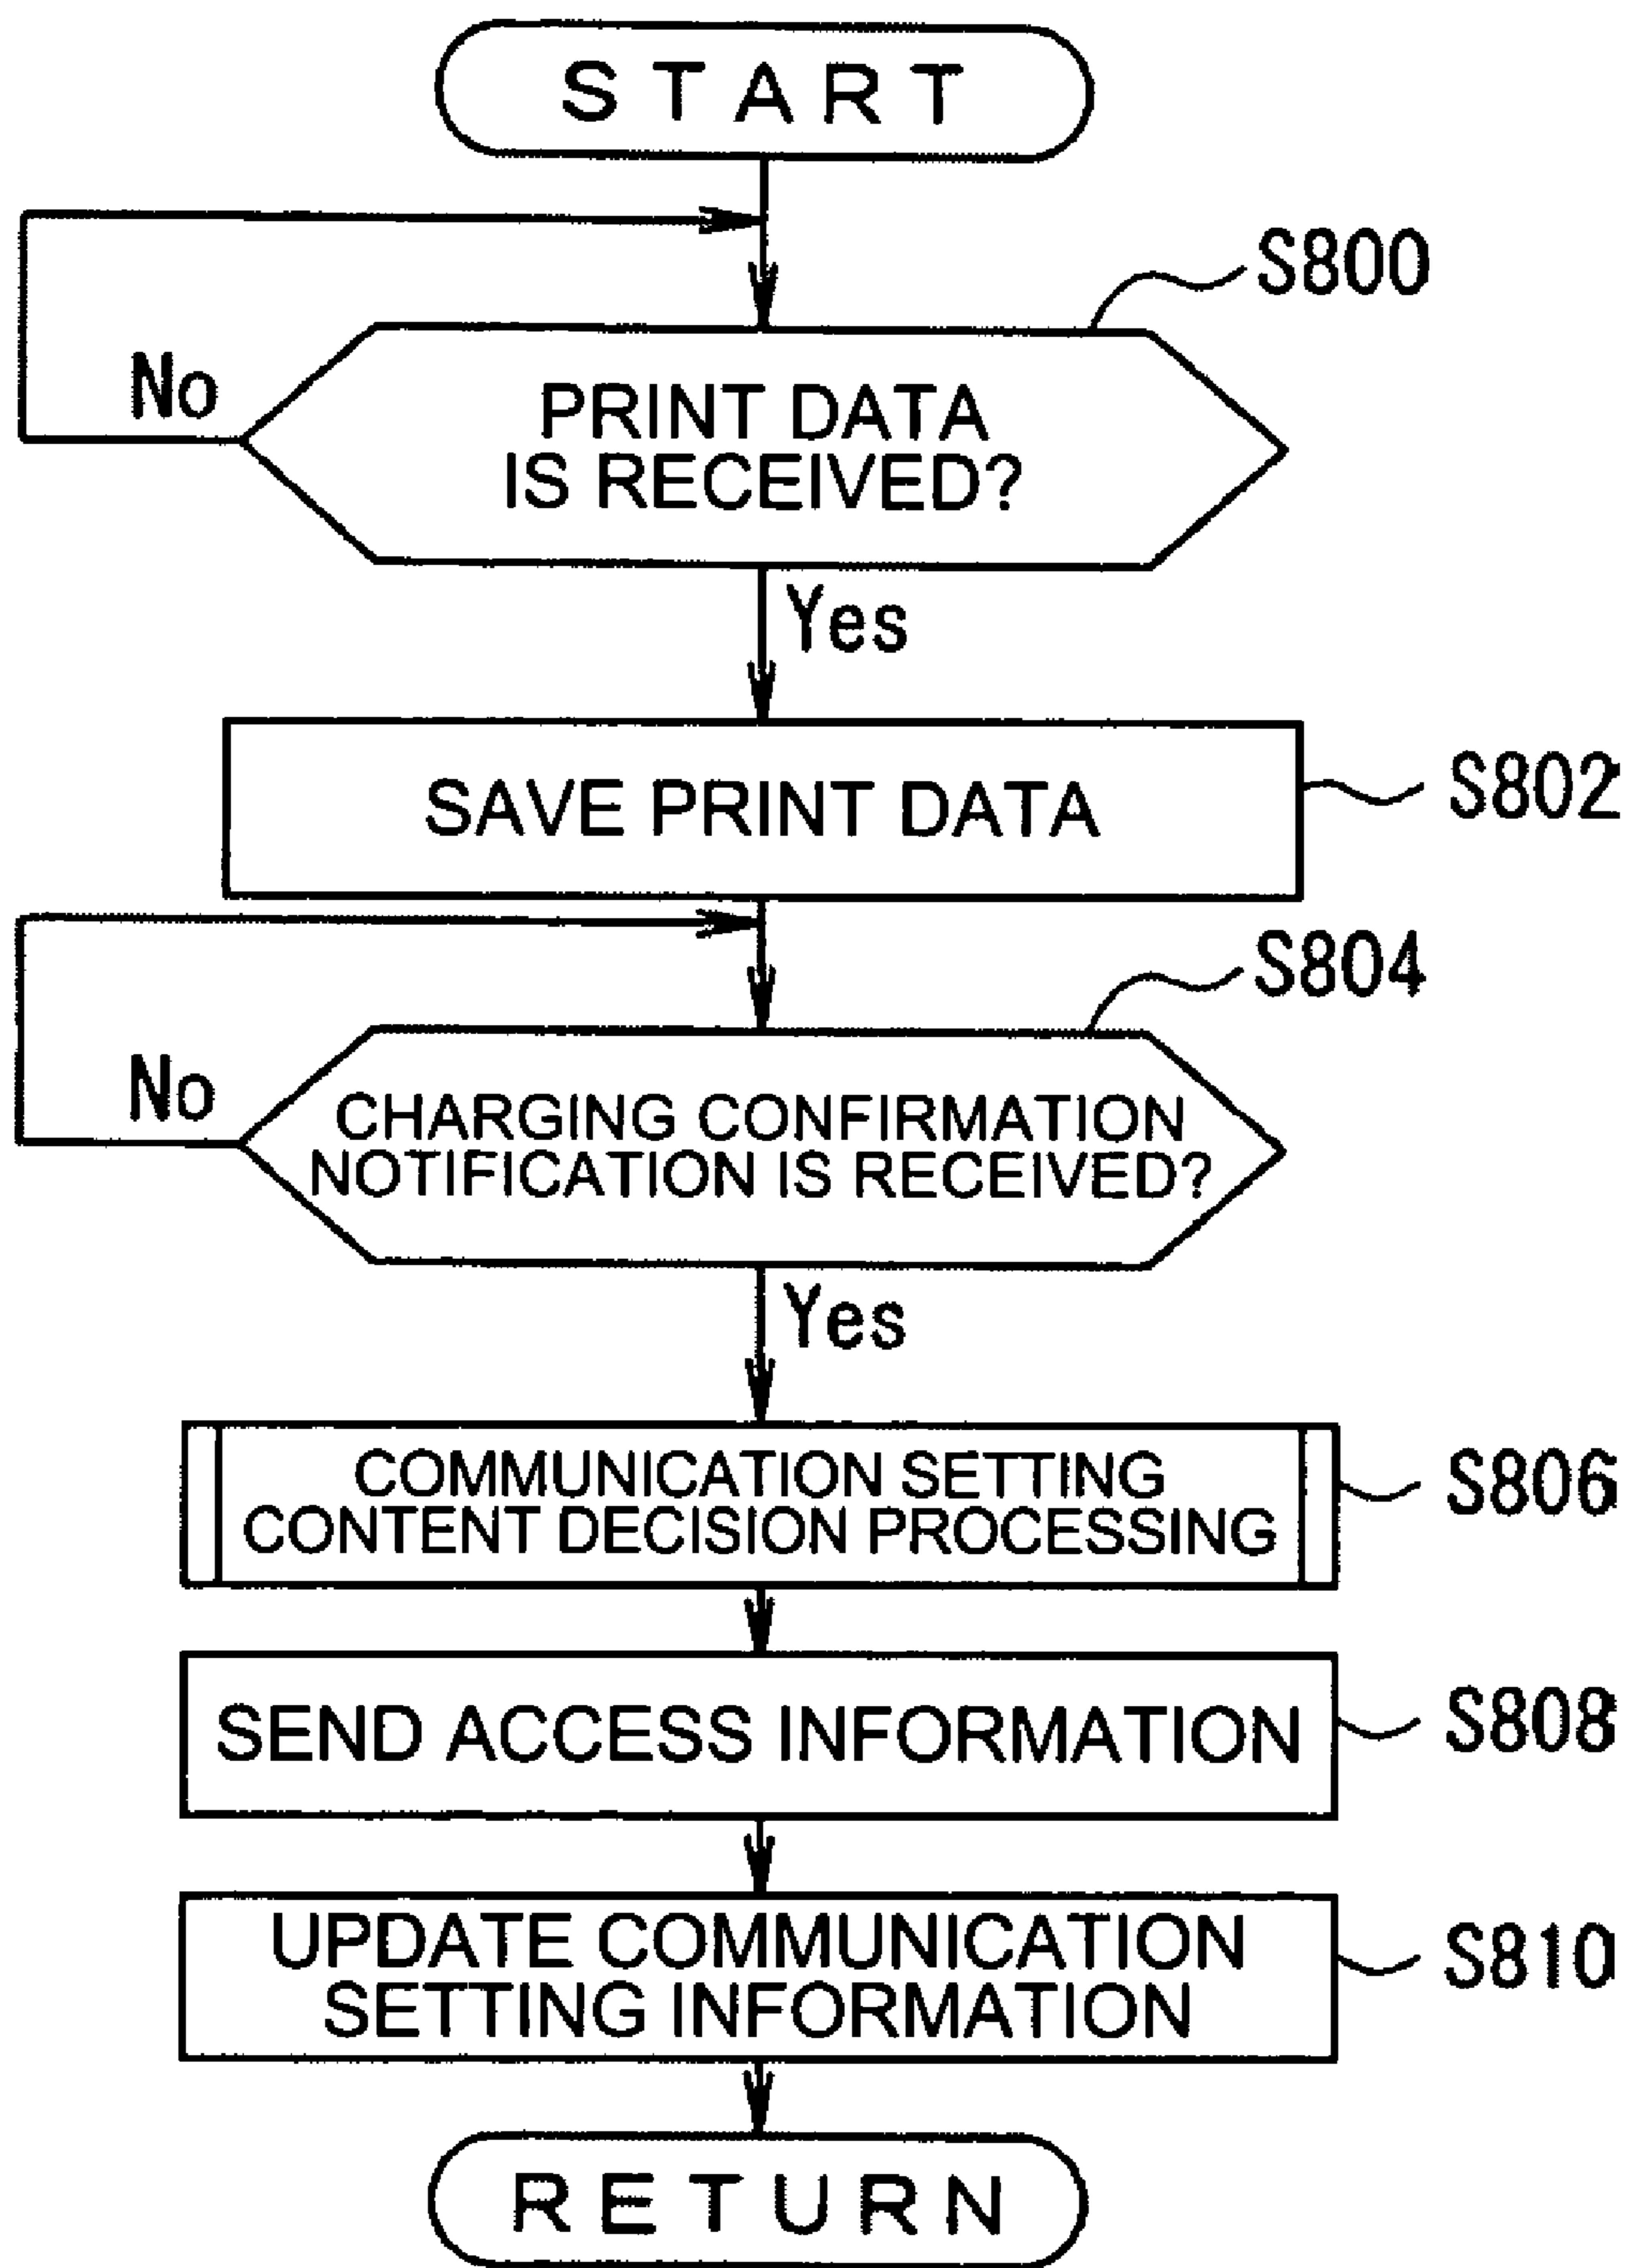 START
S800
No
PRINT DATA
IS RECEIVED?
Yes
SAVE PRINT DATA
S802
S804
No
CHARGING CONFIRMATION
NOTIFICATION IS RECEIVED?
Yes
COMMUNICATION SETTING
CONTENT DECISION PROCESSING
S806
SEND ACCESS INFORMATION
S808
UPDATE COMMUNICATION
SETTING INFORMATION
S810
RETURN